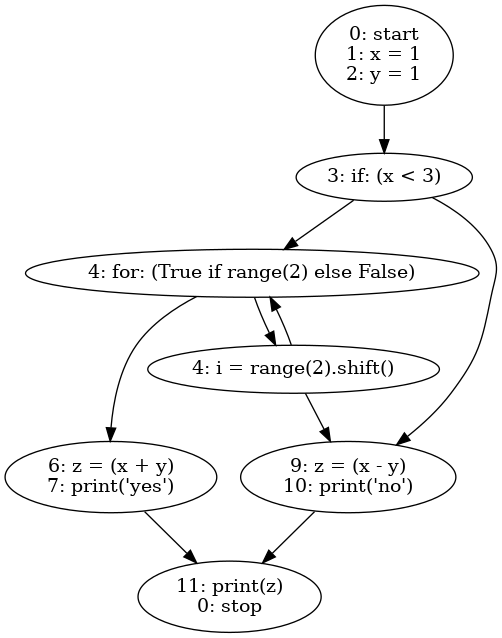 0: start
1: x = 1
2: y = 1
3: if: (x < 3)
4: for: (True if range(2) else False)
4: i = range(2).shift()
6: z = (x + y)
7: print('yes')
9: z = (x - y)
10: print('no')
11: print(z)
0: stop